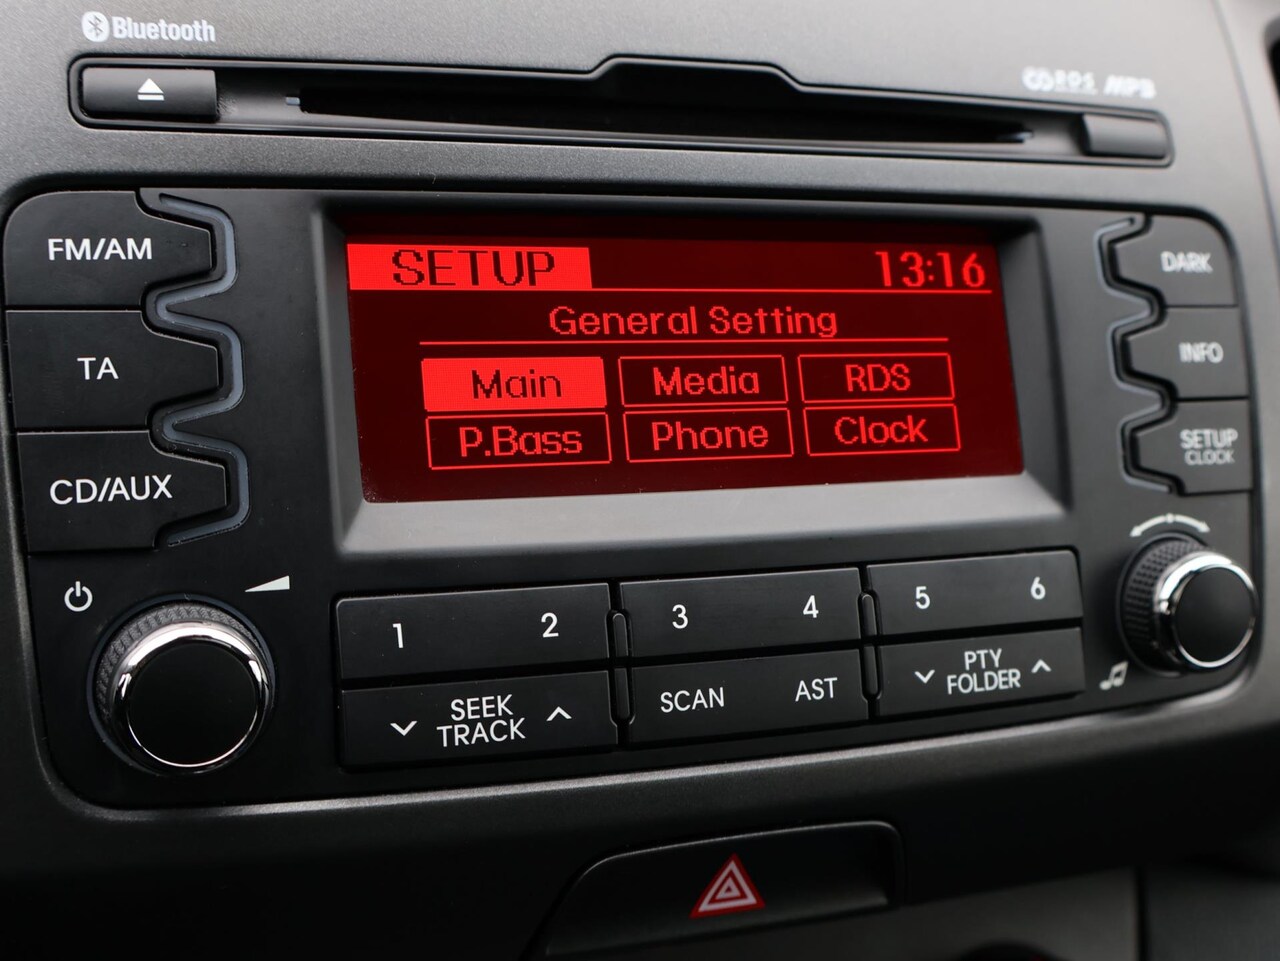 Bluetooth
RDS MP3
FM/AM
TA
CD/AUX
SETUP 13:16
General Setting
Main Media RDS
P.Bass Phone Clock
DARK
INFO
SETUP
CLOCK
1 2 3 4 5 6
SEEK
TRACK
SCAN AST
PTY
FOLDER